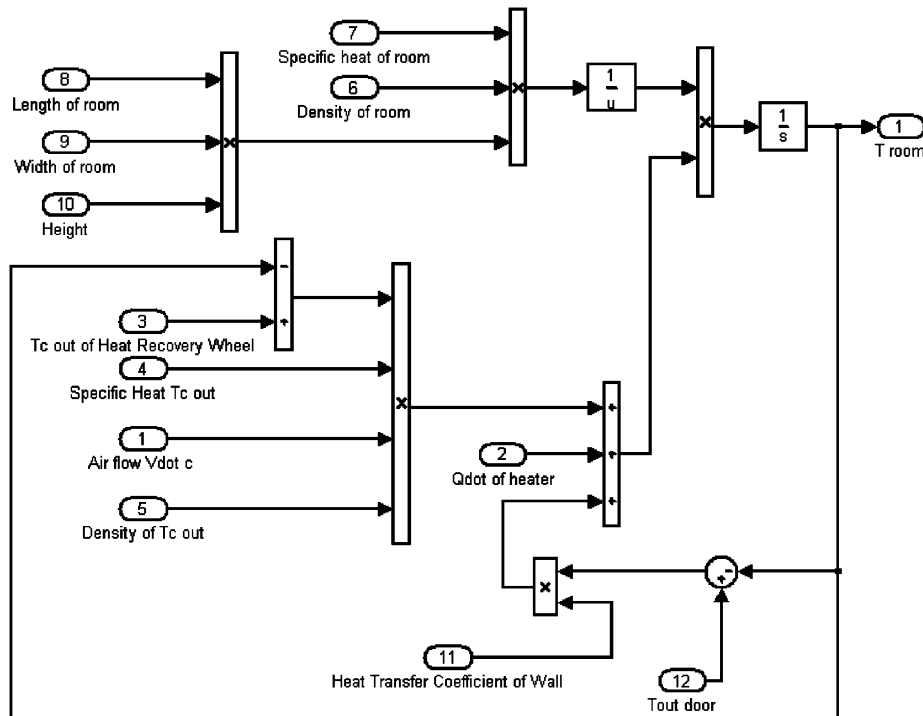 7
Specific heat of room
8
Length of room
6
Density of room
1
u
1
s
1
T room
9
Width of room
10
Height
3
Tc out of Heat Recovery Wheel
4
Specific Heat Tc out
1
Air flow Vdot c
2
Qdot of heater
5
Density of Tc out
11
Heat Transfer Coefficient of Wall
12
Tout door